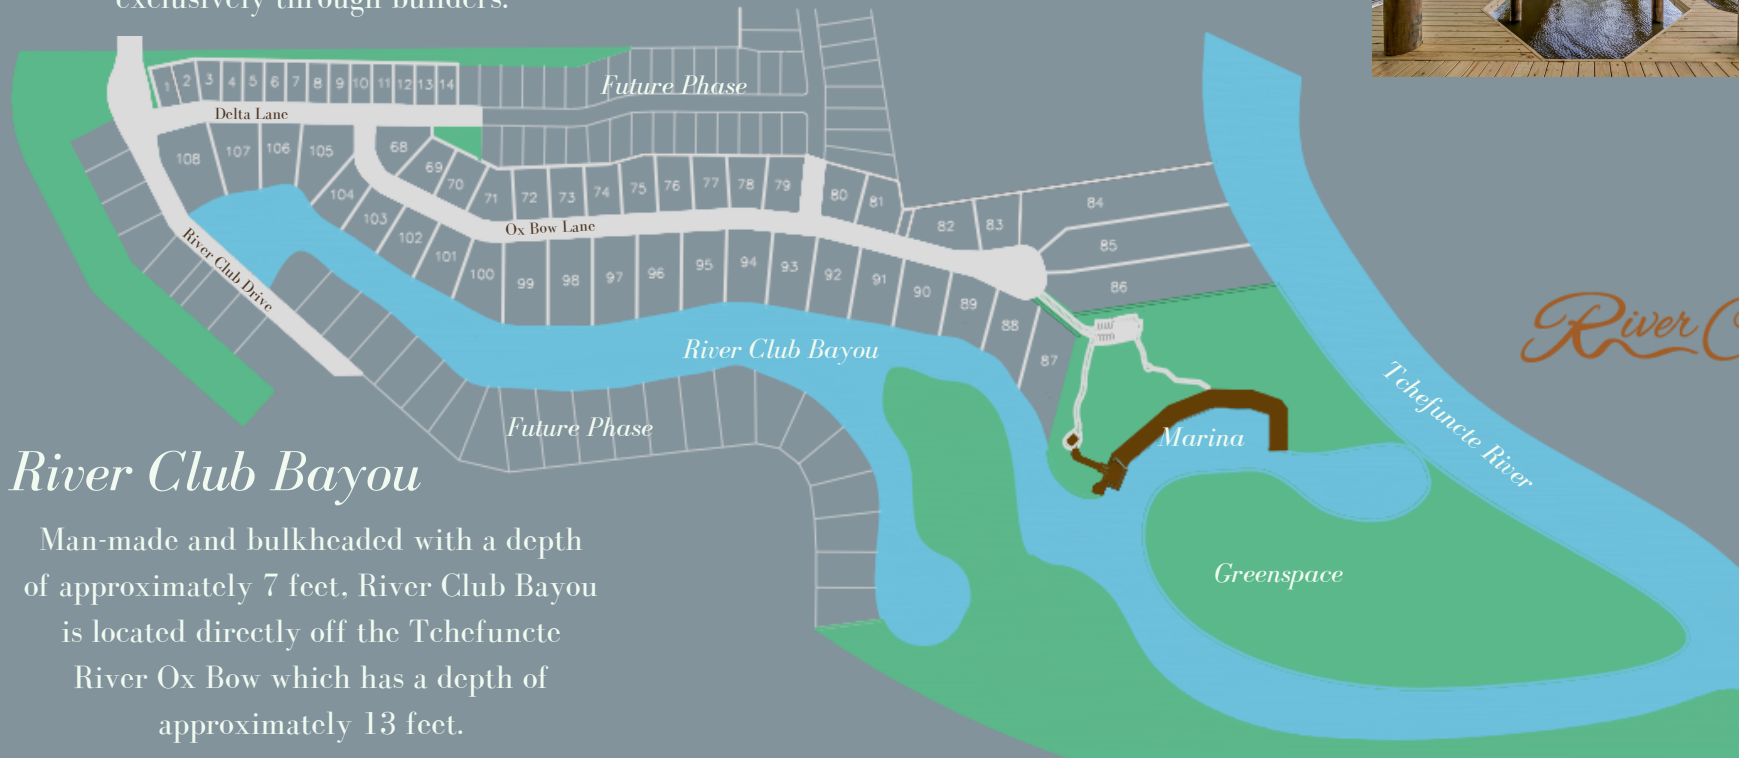 exclusively through builders.
1 2 3 4 5 6 7 8 9 10 11 12 13 14
Future Phase
Delta Lane
108 107 106 105 68
69
70
104
71 72 73 74 75 76 77 78 79 80 81
103
102
101
100
Ox Bow Lane
82 83 84
85
86
River Club Drive
99 98 97 96 95 94 93 92 91 90 89 88 87
River Club Bayou
River C
Tchefuncte River
Future Phase
Marina
Greenspace
River Club Bayou
Man-made and bulkheaded with a depth
of approximately 7 feet, River Club Bayou
is located directly off the Tchefuncte
River Ox Bow which has a depth of
approximately 13 feet.